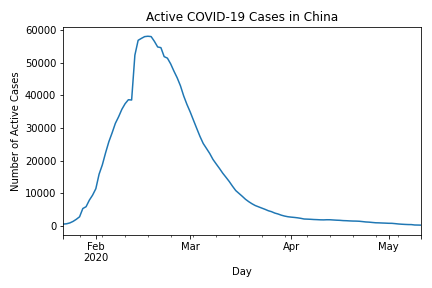 Active COVID-19 Cases in China
60000
50000
40000
30000
20000
10000
0
Number of Active Cases
Feb
2020
Mar
Apr
May
Day